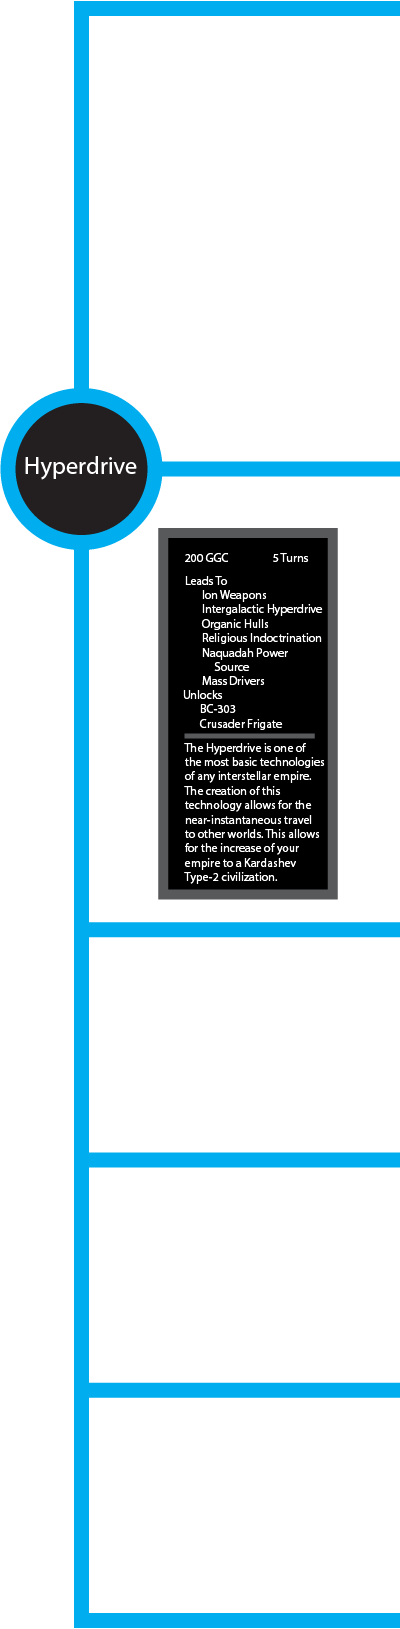 Hyperdrive
200 GGC 5 Turns
Leads To
Ion Weapons
Intergalactic Hyperdrive
Organic Hulls
Religious Indoctrination
Naquadah Power
Source
Mass Drivers
Unlocks
BC-303
Crusader Frigate
The Hyperdrive is one of
the most basic technologies
of any interstellar empire.
The creation of this
technology allows for the
near-instantaneous travel
to other worlds. This allows
for the increase of your
empire to a Kardashev
Type-2 civilization.